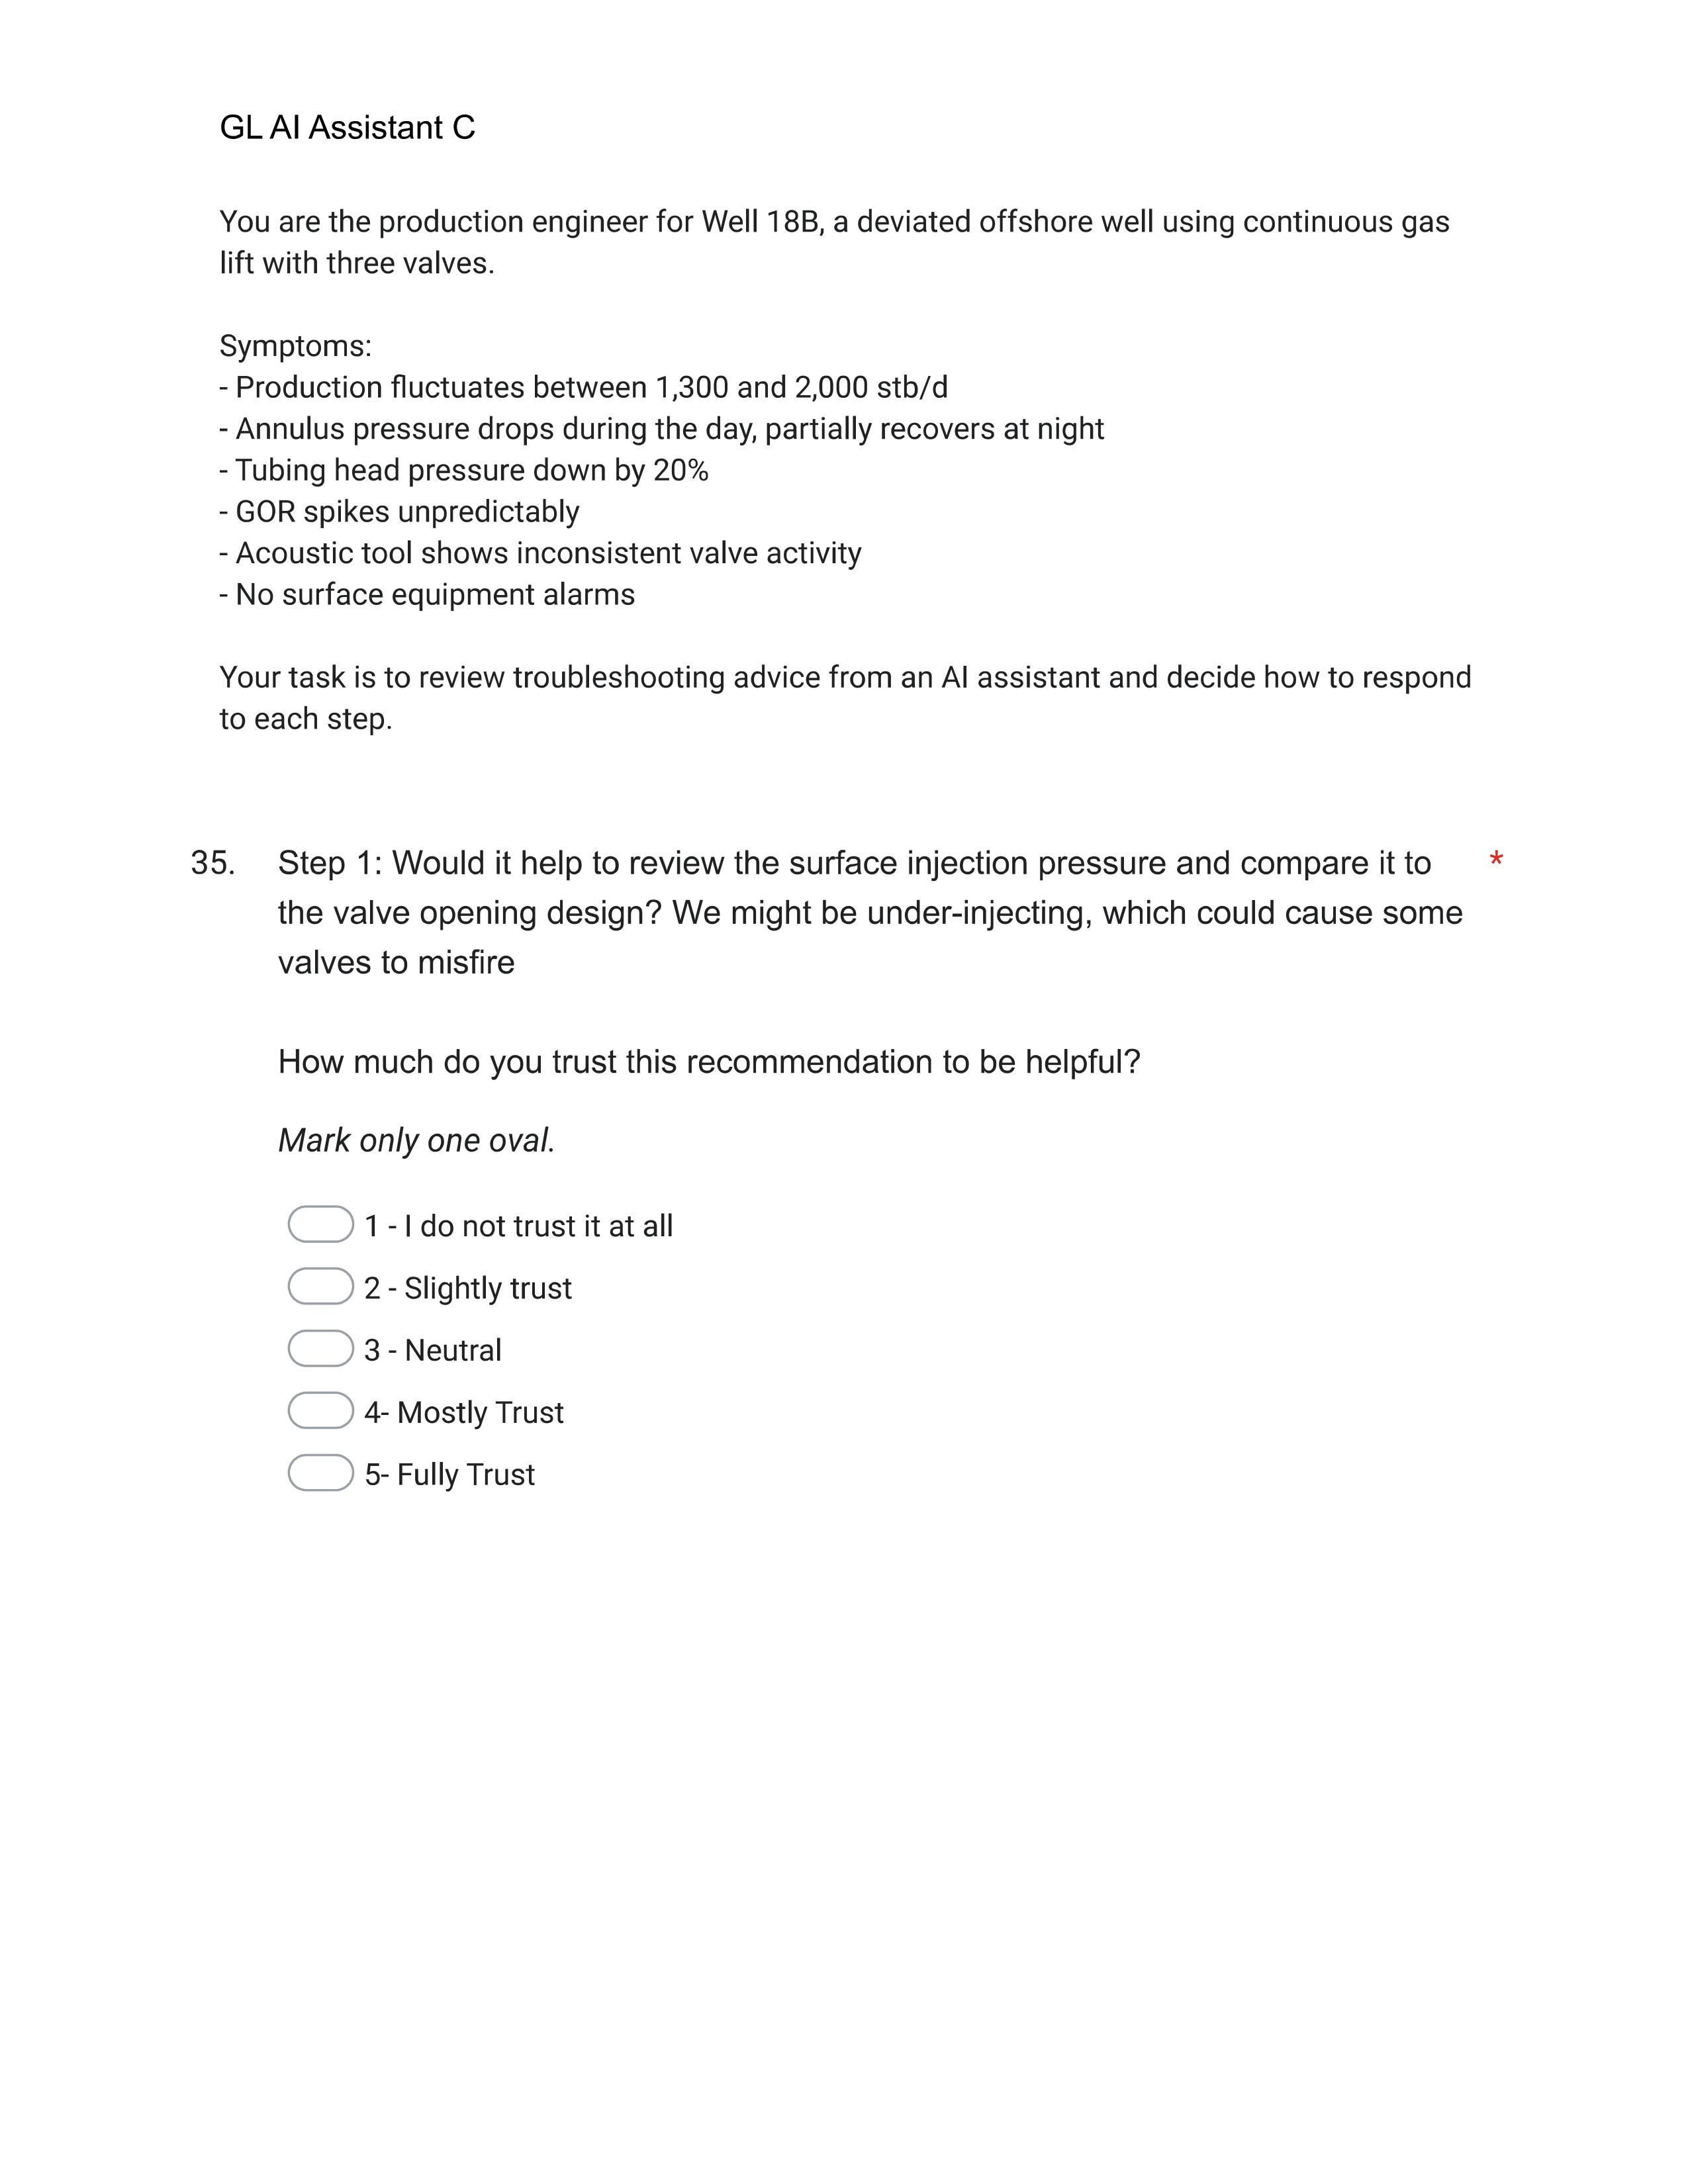 GL AI Assistant C
You are the production engineer for Well 18B, a deviated offshore well using continuous gas
lift with three valves.
Symptoms:
- Production fluctuates between 1,300 and 2,000 stb/d
- Annulus pressure drops during the day, partially recovers at night
- Tubing head pressure down by 20%
- GOR spikes unpredictably
- Acoustic tool shows inconsistent valve activity
- No surface equipment alarms
Your task is to review troubleshooting advice from an AI assistant and decide how to respond
to each step.
35. Step 1: Would it help to review the surface injection pressure and compare it to *
the valve opening design? We might be under-injecting, which could cause some
valves to misfire
How much do you trust this recommendation to be helpful?
Mark only one oval.
1 - I do not trust it at all
2 - Slightly trust
3 - Neutral
4- Mostly Trust
5- Fully Trust